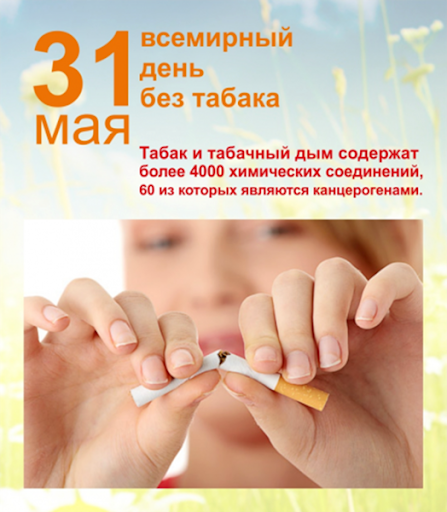 31 мая
всемирный
день
без табака
Табак и табачный дым содержат
более 4000 химических соединений,
60 из которых являются канцерогенами.